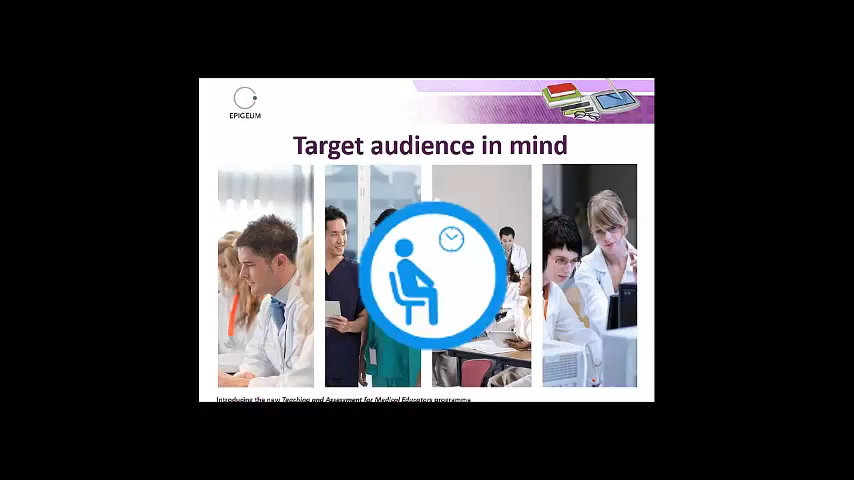 EPIGEUM
Target audience in mind
Introducing the new Teaching and Assessment for Medical Educators programme